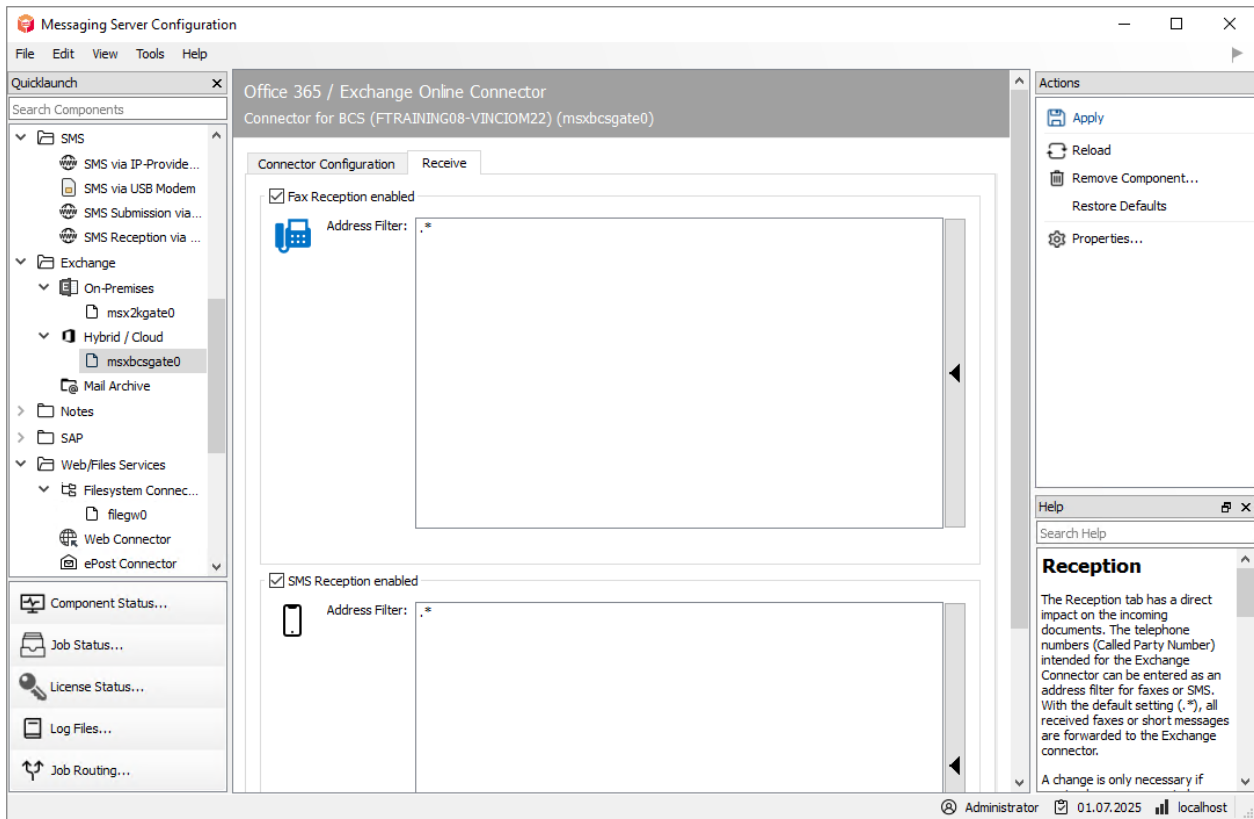 Messaging Server Configuration
File Edit View Tools Help
Quicklaunch
Search Components
SMS
SMS via IP-Provide...
SMS via USB Modem
SMS Submission via...
SMS Reception via ...
Exchange
On-Premises
msx2kgate0
Hybrid / Cloud
msxbcsgate0
Mail Archive
Notes
SAP
Web/Files Services
Filesystem Connec...
filegw0
Web Connector
ePost Connector
Component Status...
Job Status...
License Status...
Log Files...
Job Routing...
Office 365 / Exchange Online Connector
Connector for BCS (FTRAINING08-VINCIOM22) (msxbcsgate0)
Connector Configuration Receive
Fax Reception enabled
Address Filter: .*
SMS Reception enabled
Address Filter: .*
Actions
Apply
Reload
Remove Component...
Restore Defaults
Properties...
Help
Search Help
Reception
The Reception tab has a direct
impact on the incoming
documents. The telephone
numbers (Called Party Number)
intended for the Exchange
Connector can be entered as an
address filter for faxes or SMS.
With the default setting (.*), all
received faxes or short messages
are forwarded to the Exchange
connector.
A change is only necessary if
Administrator 01.07.2025 localhost